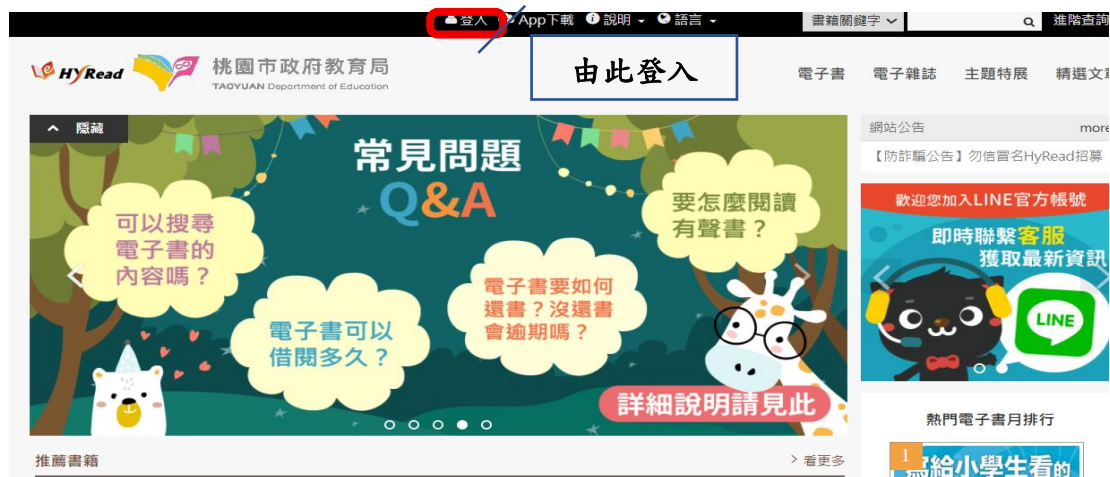 登入 App下載 說明 語言 書籍關鍵字 進階查詢
由此登入
HyRead 桃園市政府教育局
TAOYUAN Department of Education
電子書 電子雜誌 主題特展 精選文章
隱藏
常見問題
Q&A
可以搜尋
電子書的
內容嗎？
要怎麼閱讀
有聲書？
電子書可以
借閱多久？
電子書要如何
還書？沒還書
會逾期嗎？
詳細說明請見此
網站公告 more
【防詐騙公告】勿信冒名HyRead招募
歡迎您加入LINE官方帳號
即時聯繫客服
獲取最新資訊
LINE
推薦書籍 > 看更多
熱門電子書月排行
1
寫給小學生看的